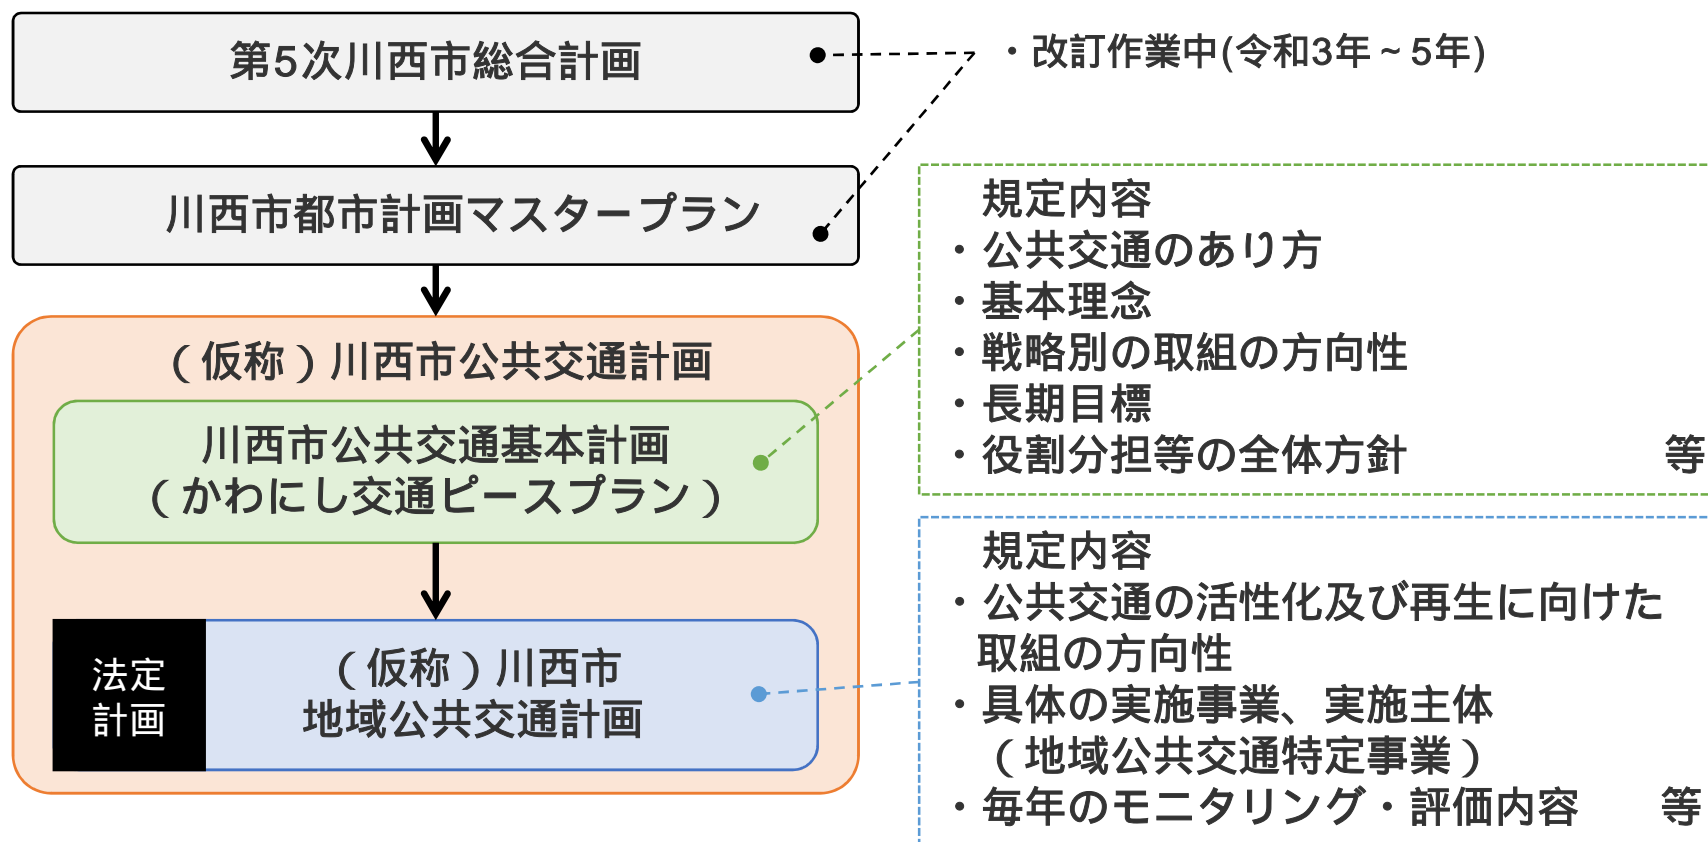 第5次川西市総合計画
・改訂作業中(令和3年～5年)
川西市都市計画マスタープラン
（仮称）川西市公共交通計画
川西市公共交通基本計画
（かわにし交通ピースプラン）
法定
計画
（仮称）川西市
地域公共交通計画
規定内容
・公共交通のあり方
・基本理念
・戦略別の取組の方向性
・長期目標
・役割分担等の全体方針　　　　　　等
規定内容
・公共交通の活性化及び再生に向けた
取組の方向性
・具体の実施事業、実施主体
（地域公共交通特定事業）
・毎年のモニタリング・評価内容　　等